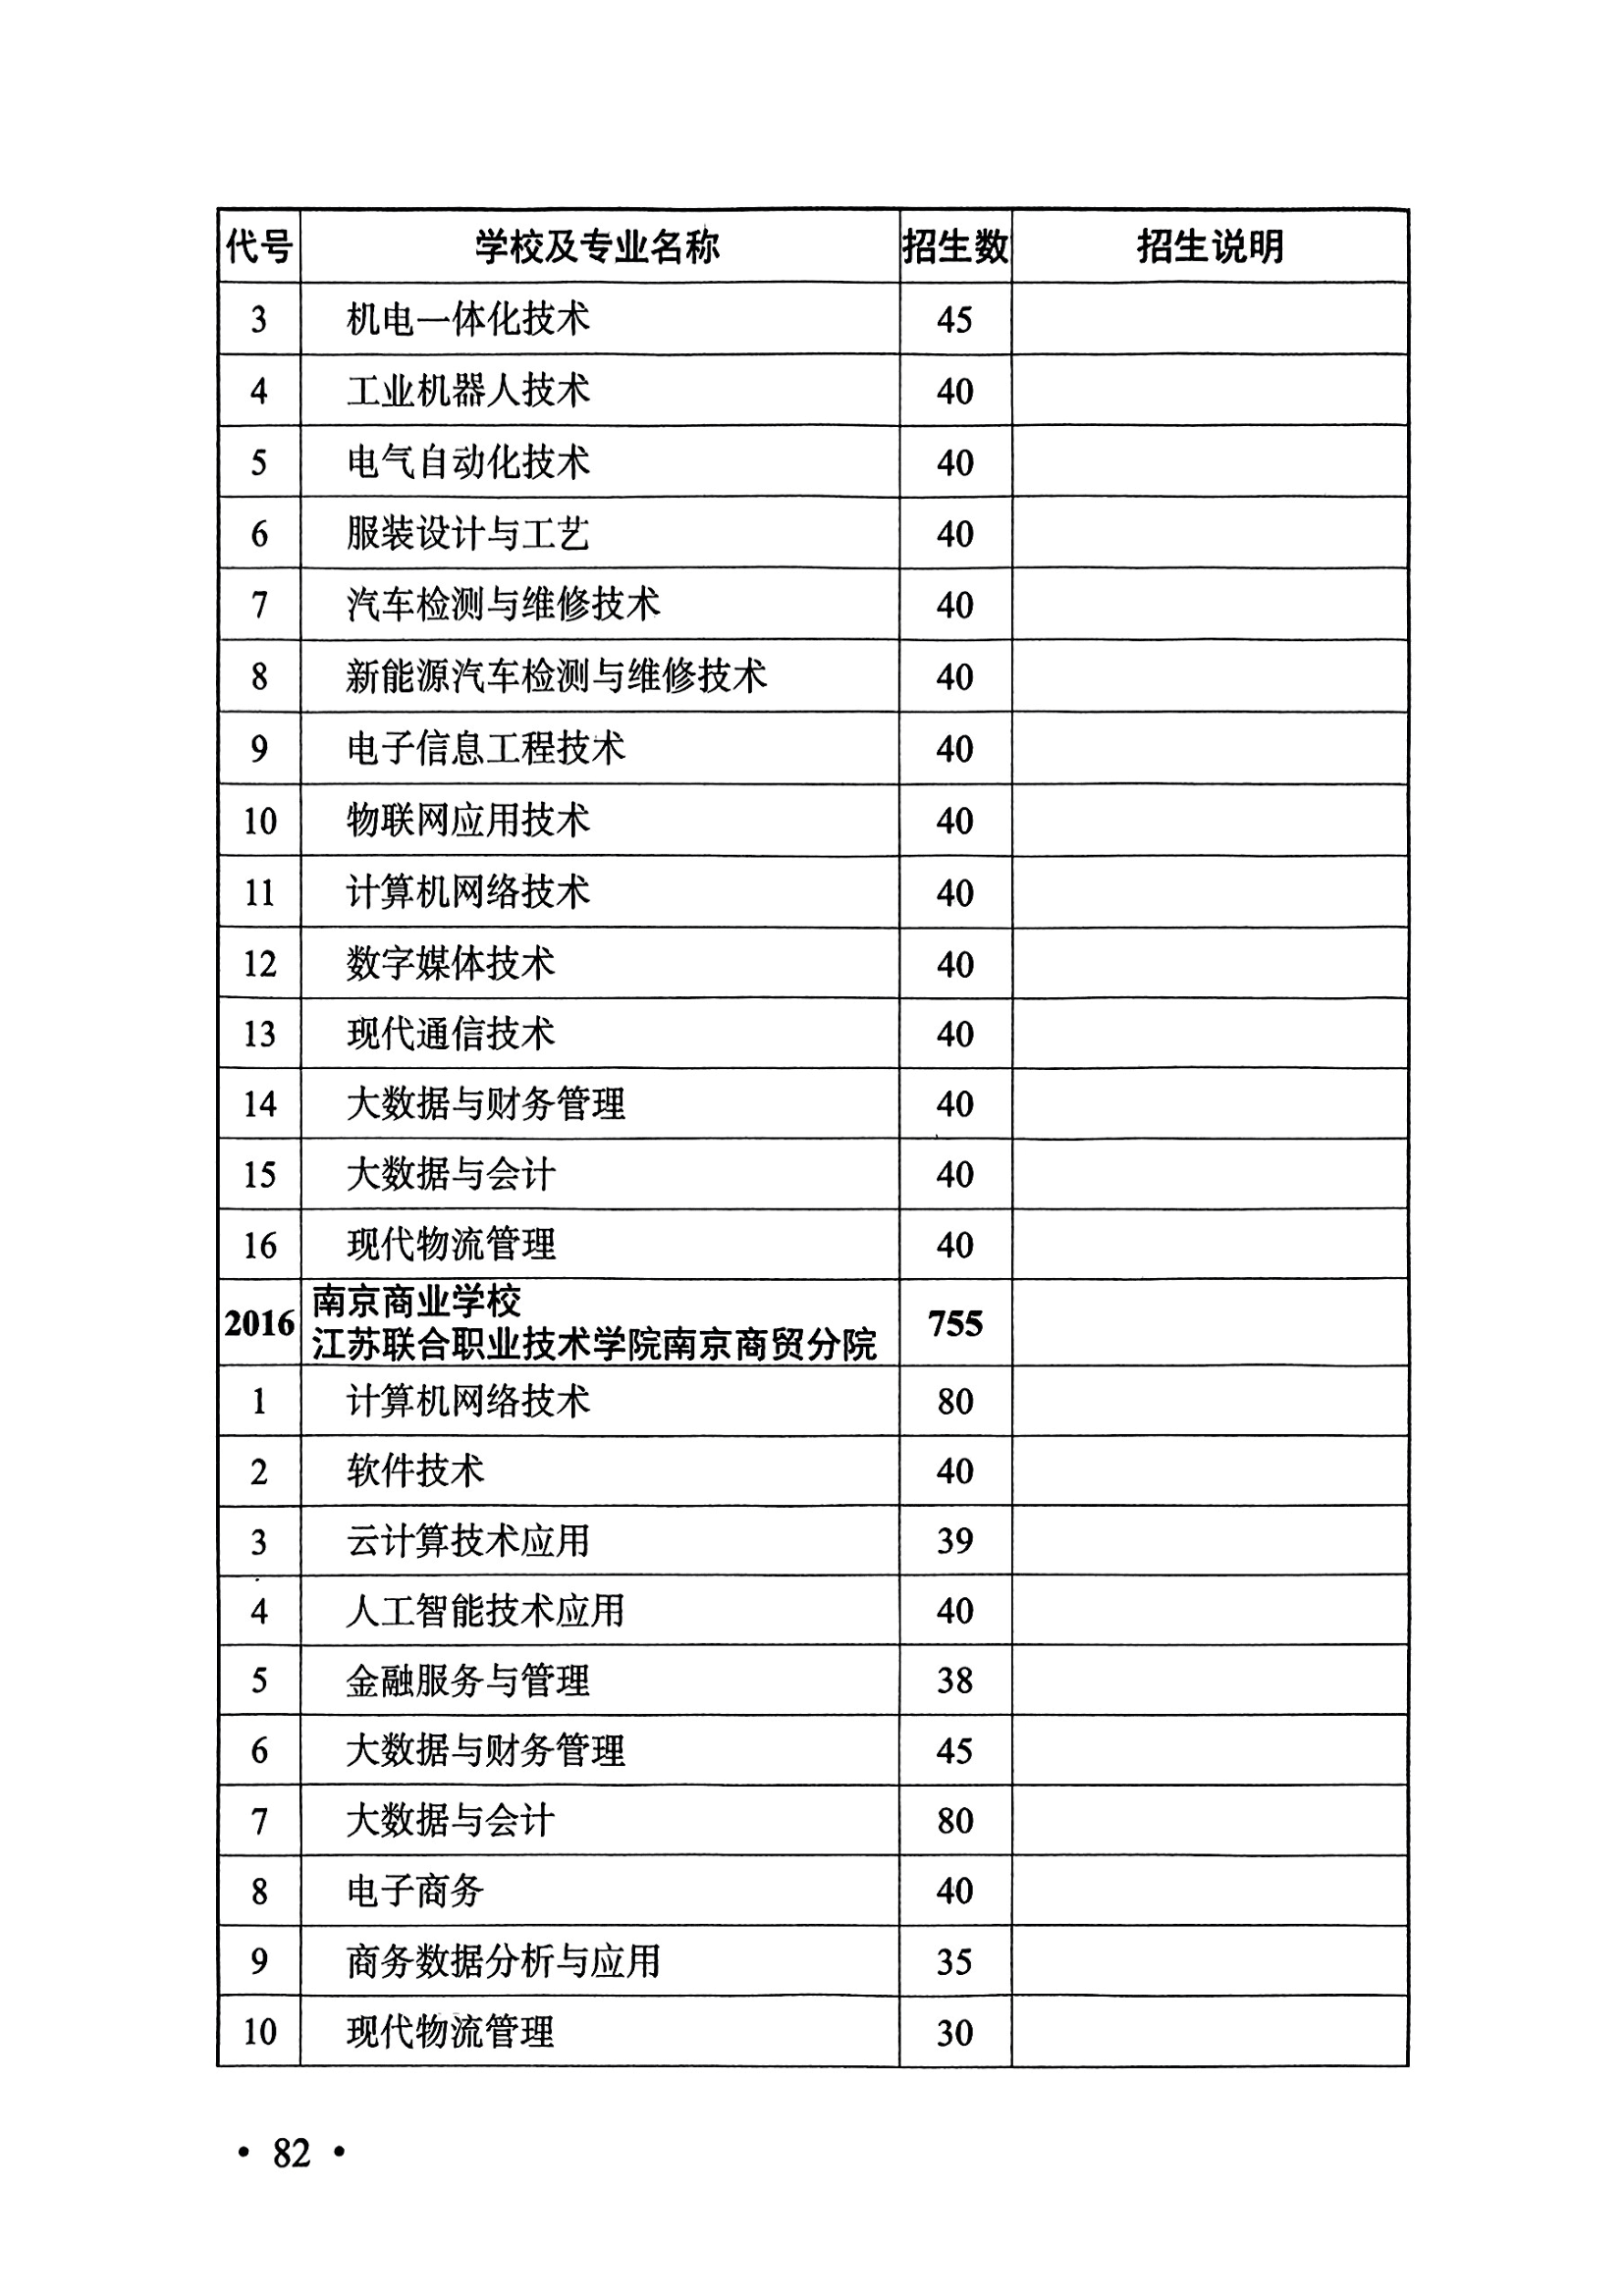 代号 学校及专业名称 招生数 招生说明
3 机电一体化技术 45
4 工业机器人技术 40
5 电气自动化技术 40
6 服装设计与工艺 40
7 汽车检测与维修技术 40
8 新能源汽车检测与维修技术 40
9 电子信息工程技术 40
10 物联网应用技术 40
11 计算机网络技术 40
12 数字媒体技术 40
13 现代通信技术 40
14 大数据与财务管理 40
15 大数据与会计 40
16 现代物流管理 40
2016 南京商业学校 755
江苏联合职业技术学院南京商贸分院
1 计算机网络技术 80
2 软件技术 40
3 云计算技术应用 39
4 人工智能技术应用 40
5 金融服务与管理 38
6 大数据与财务管理 45
7 大数据与会计 80
8 电子商务 40
9 商务数据分析与应用 35
10 现代物流管理 30
• 82 •